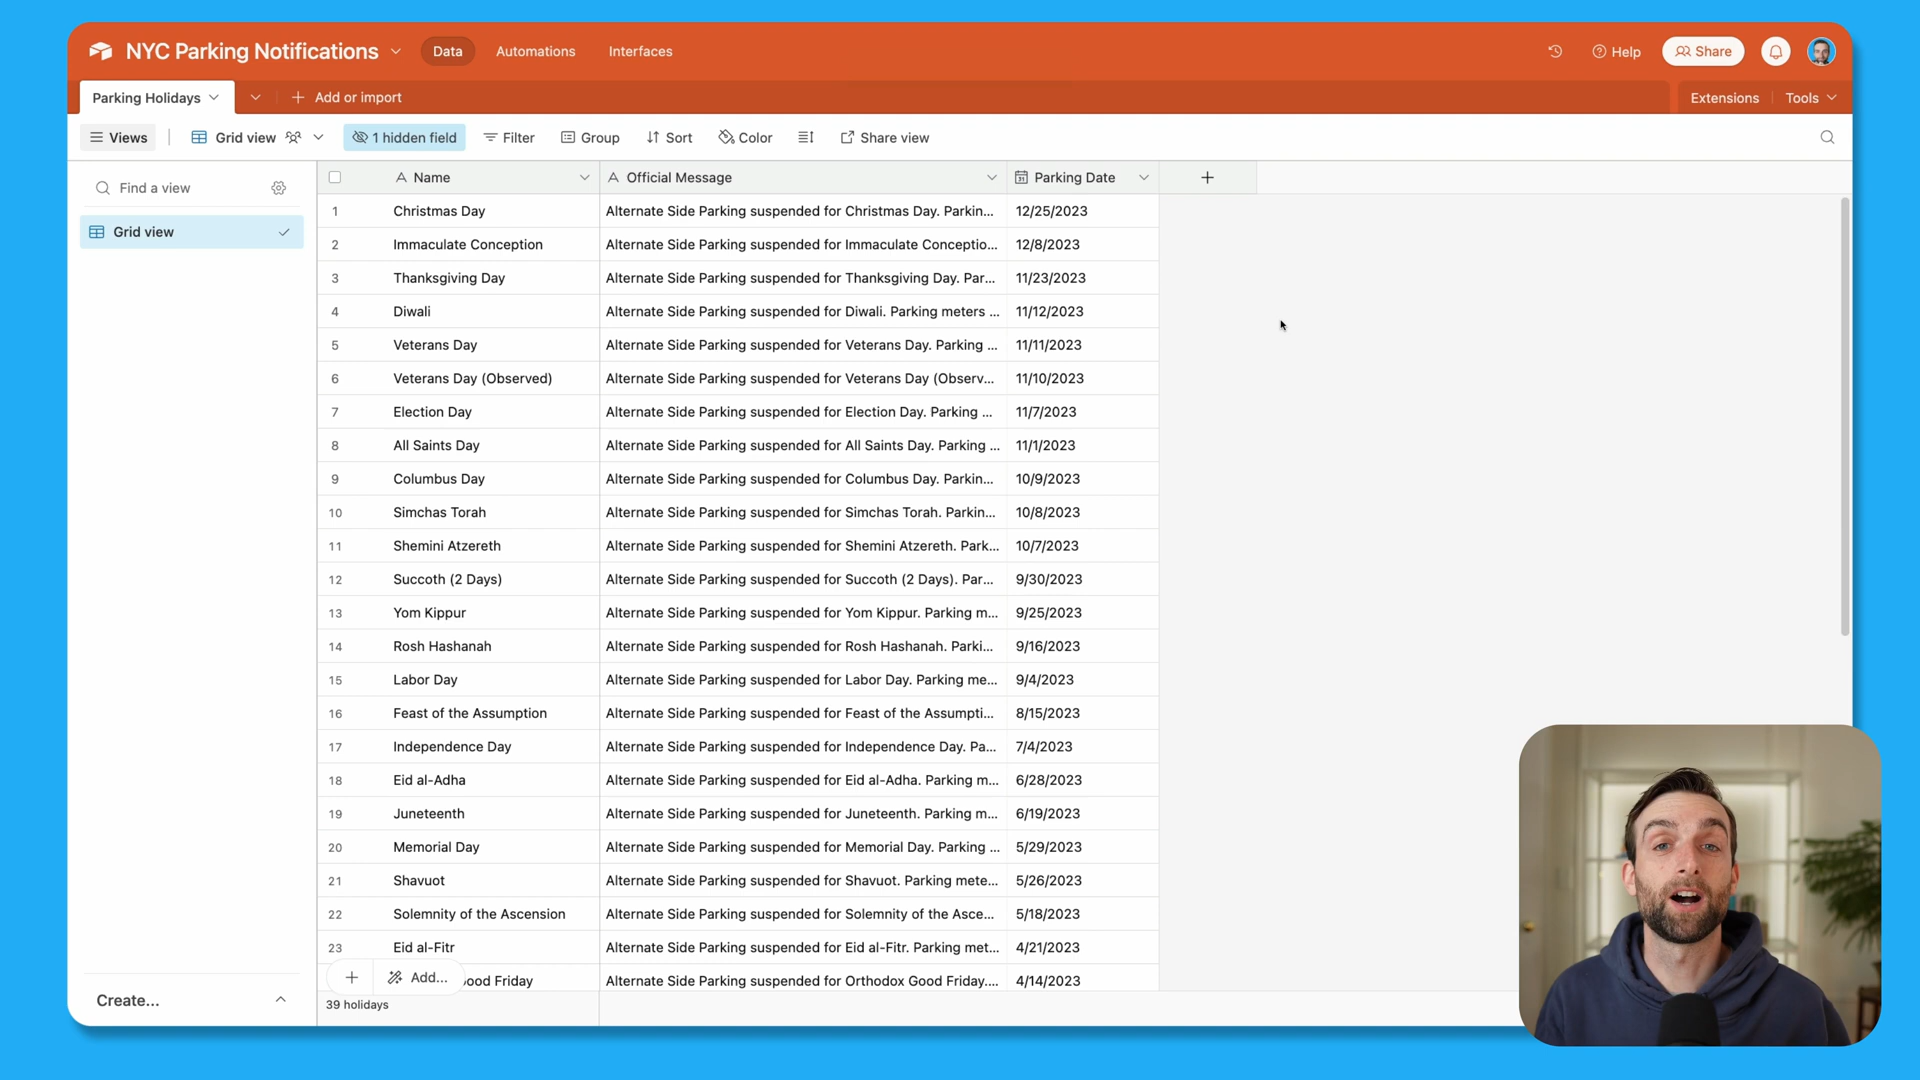 NYC Parking Notifications Data Automations Interfaces Help Share
Parking Holidays + Add or import Extensions Tools
Views Grid view 1 hidden field Filter Group Sort Color Share view
Find a view
Grid view
Create...
Name Official Message Parking Date +
1 Christmas Day Alternate Side Parking suspended for Christmas Day. Parkin... 12/25/2023
2 Immaculate Conception Alternate Side Parking suspended for Immaculate Conceptio... 12/8/2023
3 Thanksgiving Day Alternate Side Parking suspended for Thanksgiving Day. Par... 11/23/2023
4 Diwali Alternate Side Parking suspended for Diwali. Parking meters ... 11/12/2023
5 Veterans Day Alternate Side Parking suspended for Veterans Day. Parking ... 11/11/2023
6 Veterans Day (Observed) Alternate Side Parking suspended for Veterans Day (Observ... 11/10/2023
7 Election Day Alternate Side Parking suspended for Election Day. Parking ... 11/7/2023
8 All Saints Day Alternate Side Parking suspended for All Saints Day. Parking ... 11/1/2023
9 Columbus Day Alternate Side Parking suspended for Columbus Day. Parkin... 10/9/2023
10 Simchas Torah Alternate Side Parking suspended for Simchas Torah. Parkin... 10/8/2023
11 Shemini Atzereth Alternate Side Parking suspended for Shemini Atzereth. Park... 10/7/2023
12 Succoth (2 Days) Alternate Side Parking suspended for Succoth (2 Days). Par... 9/30/2023
13 Yom Kippur Alternate Side Parking suspended for Yom Kippur. Parking m... 9/25/2023
14 Rosh Hashanah Alternate Side Parking suspended for Rosh Hashanah. Parki... 9/16/2023
15 Labor Day Alternate Side Parking suspended for Labor Day. Parking me... 9/4/2023
16 Feast of the Assumption Alternate Side Parking suspended for Feast of the Assumpti... 8/15/2023
17 Independence Day Alternate Side Parking suspended for Independence Day. Pa... 7/4/2023
18 Eid al-Adha Alternate Side Parking suspended for Eid al-Adha. Parking m... 6/28/2023
19 Juneteenth Alternate Side Parking suspended for Juneteenth. Parking m... 6/19/2023
20 Memorial Day Alternate Side Parking suspended for Memorial Day. Parking ... 5/29/2023
21 Shavuot Alternate Side Parking suspended for Shavuot. Parking mete... 5/26/2023
22 Solemnity of the Ascension Alternate Side Parking suspended for Solemnity of the Asce... 5/18/2023
23 Eid al-Fitr Alternate Side Parking suspended for Eid al-Fitr. Parking met... 4/21/2023
+ Add... ood Friday Alternate Side Parking suspended for Orthodox Good Friday.... 4/14/2023
39 holidays